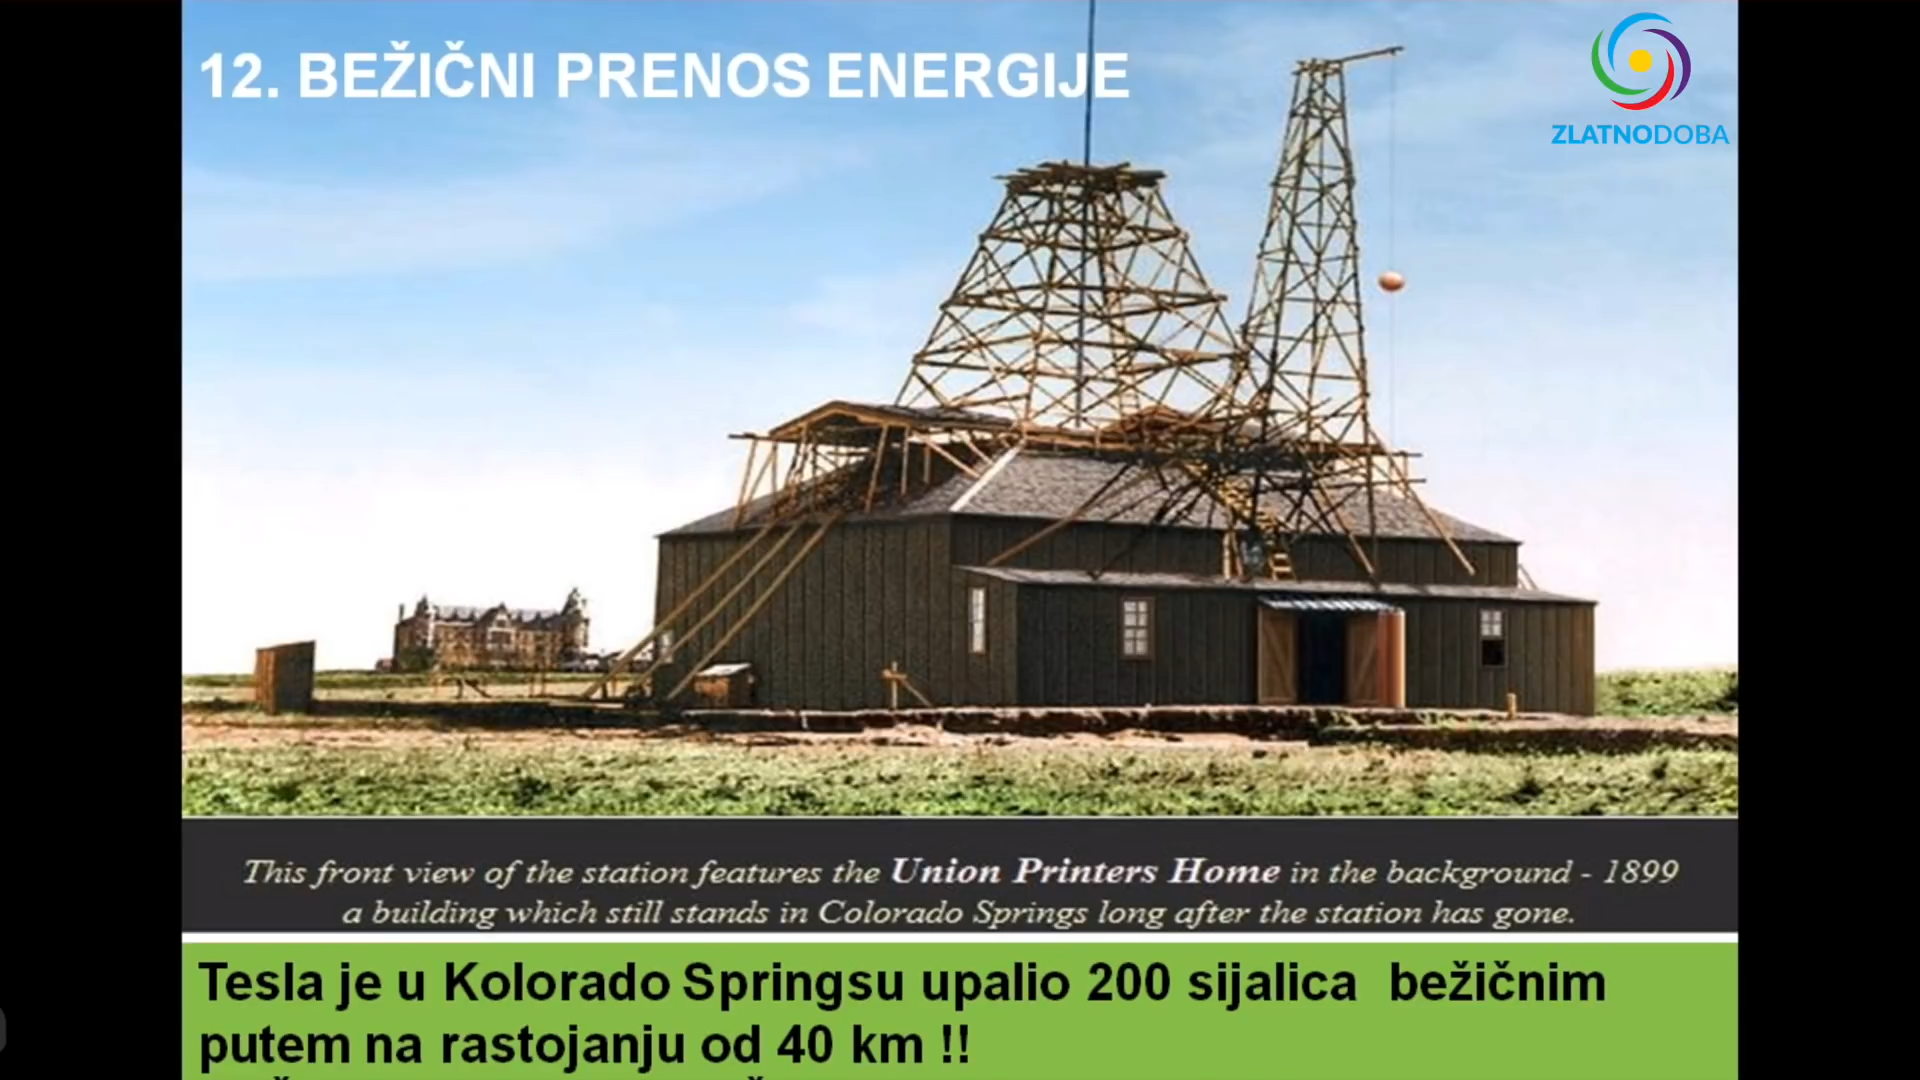 12. BEŽIČNI PRENOS ENERGIJE
ZLATNODOBA
This front view of the station features the Union Printers Home in the background - 1899
a building which still stands in Colorado Springs long after the station has gone.
Tesla je u Kolorado Springsu upalio 200 sijalica bežičnim
putem na rastojanju od 40 km !!